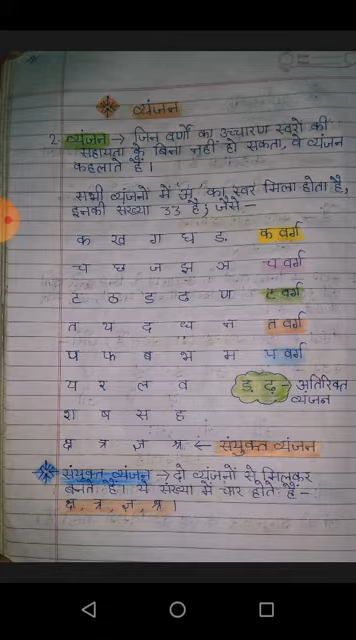 व्यंजन
2. व्यंजन → जिन वर्णों का उच्चारण स्वरों की
सहायता के बिना नहीं हो सकता, वे व्यंजन
कहलाते हैं ।
सभी व्यंजनों में 'अ' का स्वर मिला होता है,
इनकी संख्या 33 है, जैसे -
क ख ग घ ङ क वर्ग
च छ ज झ ञ च वर्ग
ट ठ ड ढ ण ट वर्ग
त थ द ध न त वर्ग
प फ ब भ म प वर्ग
य र ल व ड़ ढ़ - अतिरिक्त व्यंजन
श ष स ह
क्ष त्र ज्ञ श्र ← संयुक्त व्यंजन
संयुक्त व्यंजन → दो व्यंजनों से मिलकर
बनते हैं। ये संख्या में चार होते हैं -
क्ष, त्र, ज्ञ, श्र ।